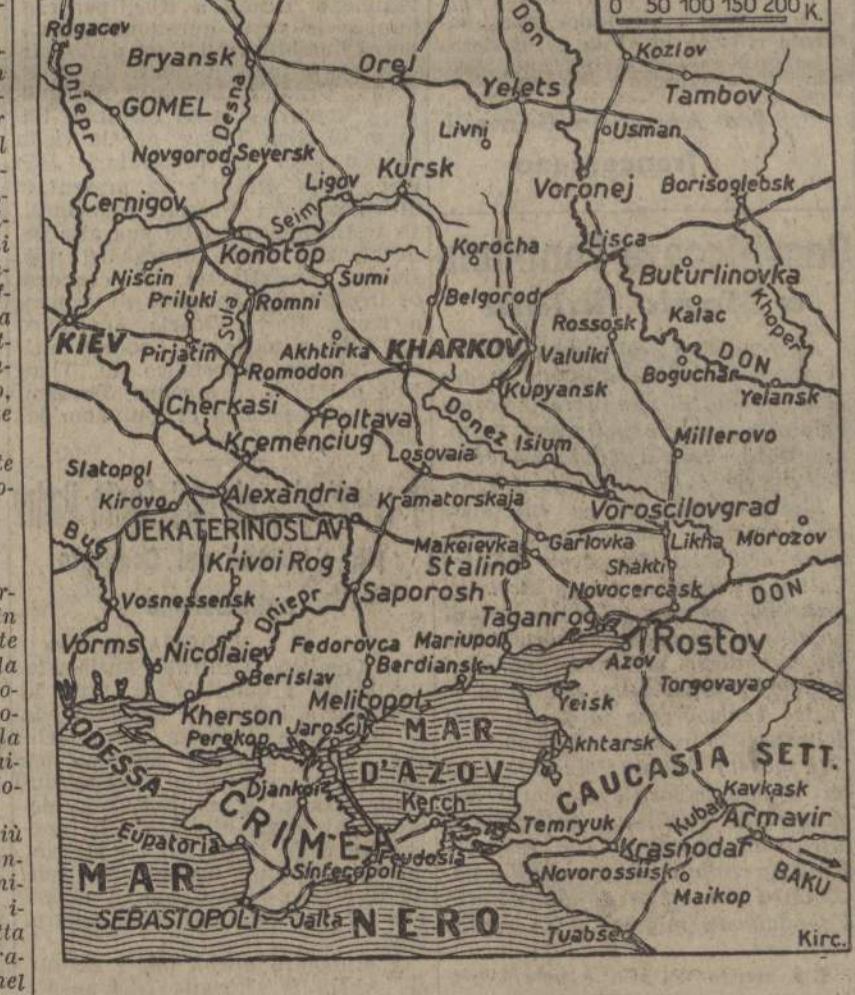 0 50 100 150 200 K.
Don
Rogacev
Kozlov
Bryansk
Orel
Dniepr
Desna
Yelets
Tambov
GOMEL
Livni
Usman
Novgorod Seversk
Kursk
Ligov
Voronej
Borisoglebsk
Cernigov
Seim
Konotop
Korocha
Lisca
Niscin
Sumi
Buturlinovka
Priluki
Sula
Romni
Belgorod
Kalac
Khoper
KIEV
Pirjatin
Akhtirka
KHARKOV
Rossosk
Valuiki
DON
Romodon
Boguchar
Kupyansk
Yelansk
Cherkasi
Poltava
Donez
Kremenciug
Isium
Millerovo
Slatopol
Losovaia
Kirovo
Alexandria
Kramatorskaja
Voroscilovgrad
Bug
JEKATERINOSLAV
Makeievka
Garlovka
Likha
Morozov
Krivoi Rog
Stalino
Shakti
Vosnessensk
Dniepr
Saporosh
Novocercask
DON
Taganrog
Vorms
Nicolaiev
Fedorovca
Mariupol
Rostov
Berislav
Berdiansk
Azov
Torgovaya
Melitopol
Yeisk
Kherson
MAR
Perekop
Jaroscik
ODESSA
Akhtarsk
D'AZOV
CAUCASIA SETT.
Djankoi
Kerch
Kavkask
CRIMEA
Temryuk
Kuban
Armavir
Eupatoria
Feudosia
Krasnodar
MAR
Sinferopoli
Novorossiisk
BAKU
Maikop
SEBASTOPOLI
Jalta
NERO
Tuabse
Kirc.